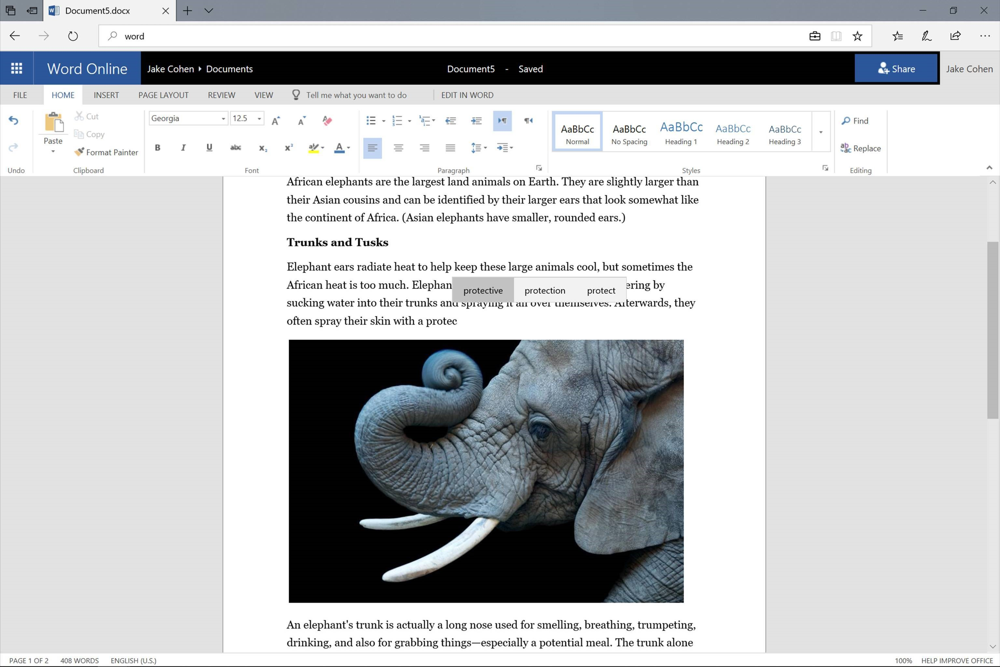 Document5.docx
word
Word Online
Jake Cohen Documents
Document5 - Saved
Share
Jake Cohen
FILE HOME INSERT PAGE LAYOUT REVIEW VIEW Tell me what you want to do EDIT IN WORD
Paste
Cut
Copy
Format Painter
Georgia 12.5
B I U abc x₂ x²
AaBbCc AaBbCc AaBbCc AaBbCc AaBbCc
Normal No Spacing Heading 1 Heading 2 Heading 3
Find
Replace
Undo Clipboard Font Paragraph Styles Editing
African elephants are the largest land animals on Earth. They are slightly larger than
their Asian cousins and can be identified by their larger ears that look somewhat like
the continent of Africa. (Asian elephants have smaller, rounded ears.)
Trunks and Tusks
Elephant ears radiate heat to help keep these large animals cool, but sometimes the
African heat is too much. Elephan ering by
protective protection protect
sucking water into their trunks and spraying it all over themselves. Afterwards, they
often spray their skin with a protec
An elephant's trunk is actually a long nose used for smelling, breathing, trumpeting,
drinking, and also for grabbing things—especially a potential meal. The trunk alone
PAGE 1 OF 2 408 WORDS ENGLISH (U.S.)
100% HELP IMPROVE OFFICE